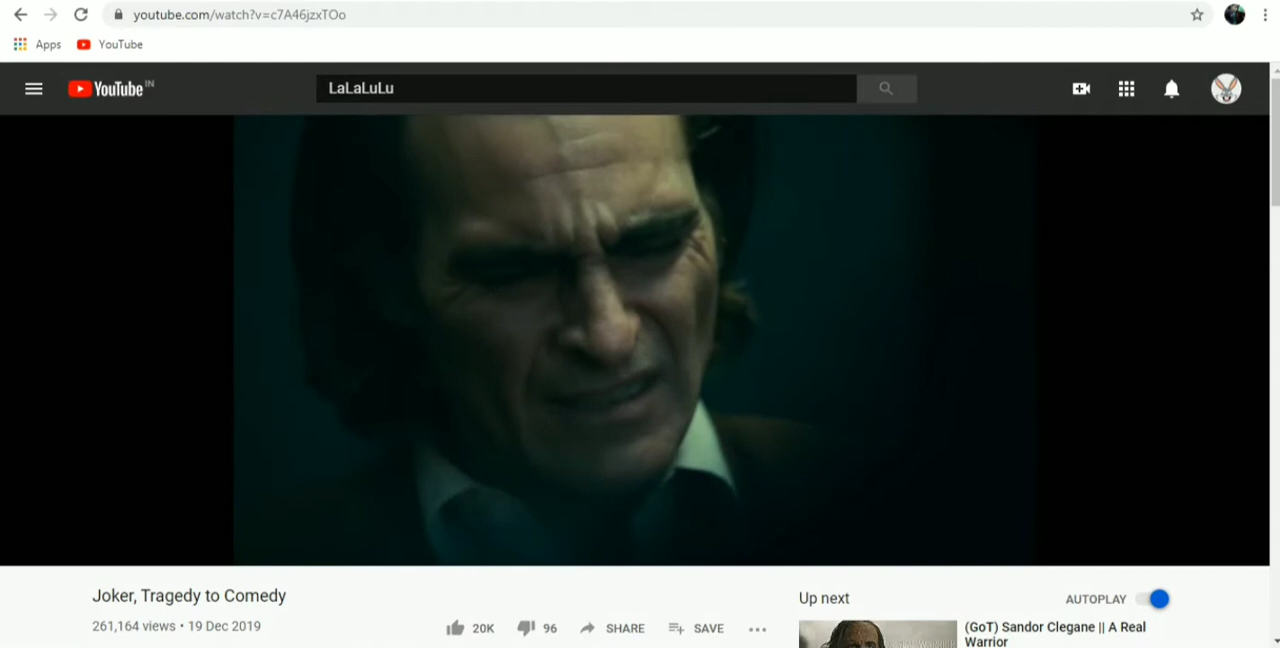 youtube.com/watch?v=c7A46jzxTOo
Apps YouTube
YouTube IN LaLaLuLu
Joker, Tragedy to Comedy
261,164 views • 19 Dec 2019
20K 96 SHARE SAVE
Up next AUTOPLAY
(GoT) Sandor Clegane || A Real
Warrior